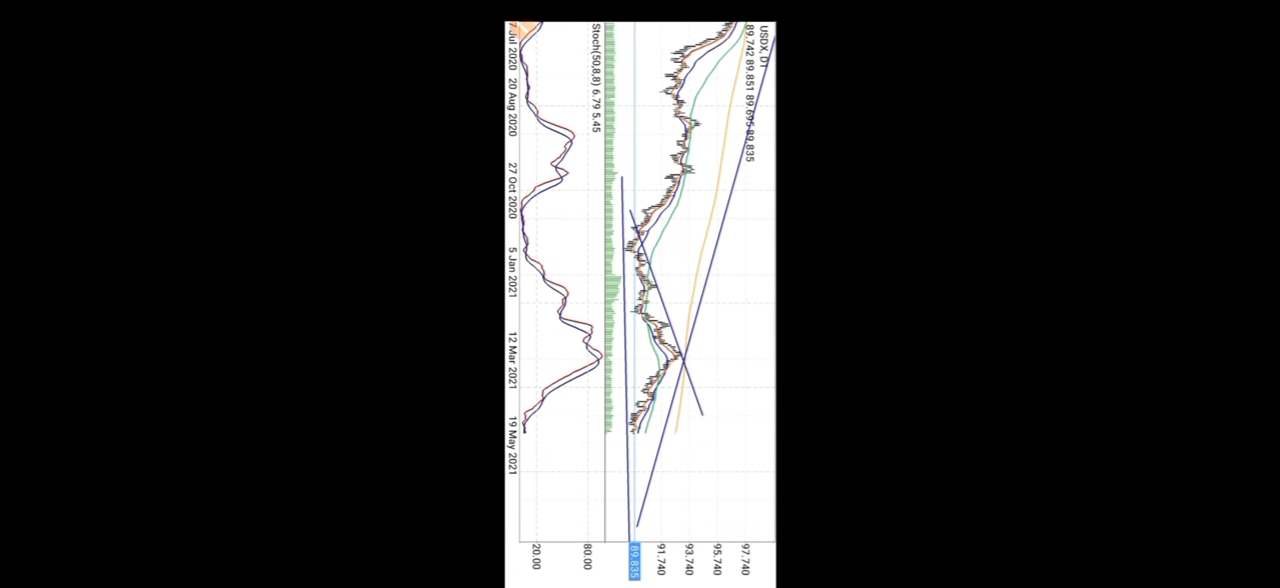 USDX, D1
89.742 89.851 89.695 89.835
97.740
95.740
93.740
91.740
89.835
Stoch(50,8,8) 6.79 5.45
80.00
20.00
7 Jul 2020 20 Aug 2020 27 Oct 2020 5 Jan 2021 12 Mar 2021 19 May 2021